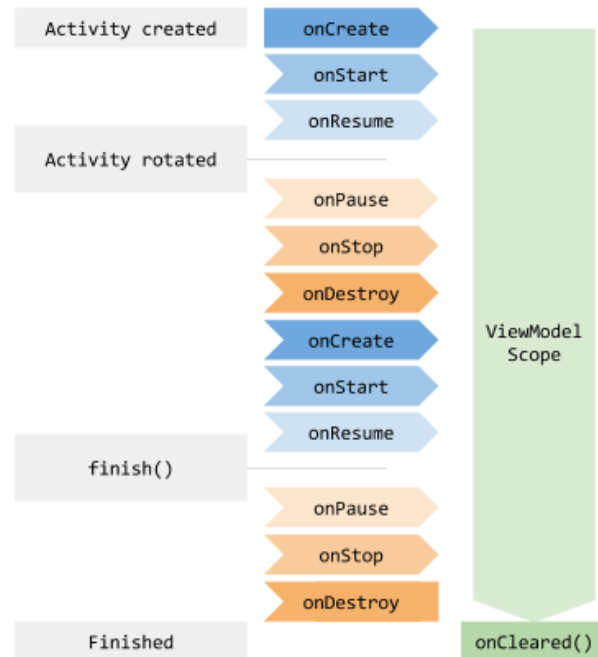 Activity created
onCreate
onStart
onResume
Activity rotated
onPause
onStop
onDestroy
onCreate
onStart
onResume
ViewModel
Scope
finish()
onPause
onStop
onDestroy
Finished
onCleared()